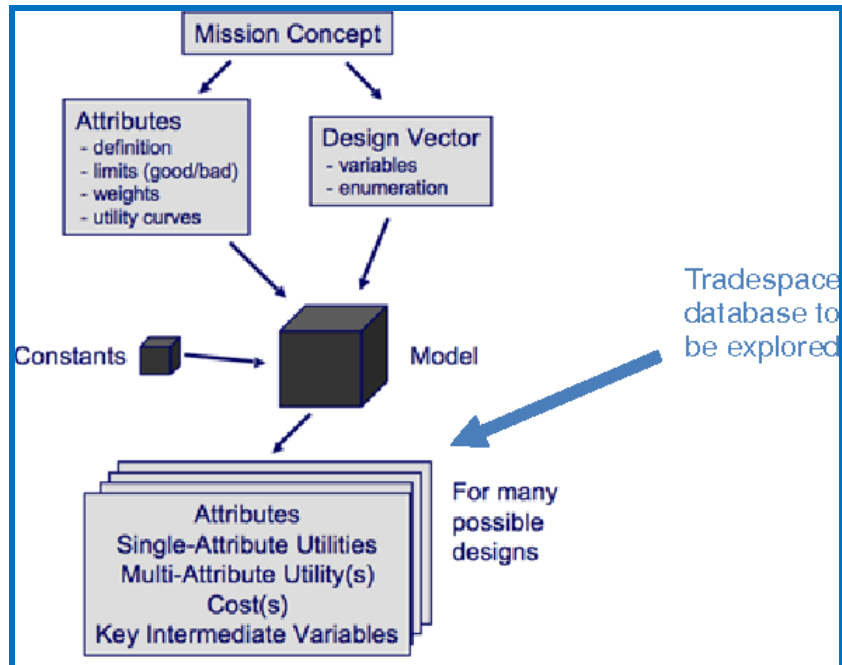 Mission Concept
Attributes
- definition
- limits (good/bad)
- weights
- utility curves
Design Vector
- variables
- enumeration
Tradespace
database to
be explored
Constants
Model
Attributes
Single-Attribute Utilities
Multi-Attribute Utility(s)
Cost(s)
Key Intermediate Variables
For many
possible
designs